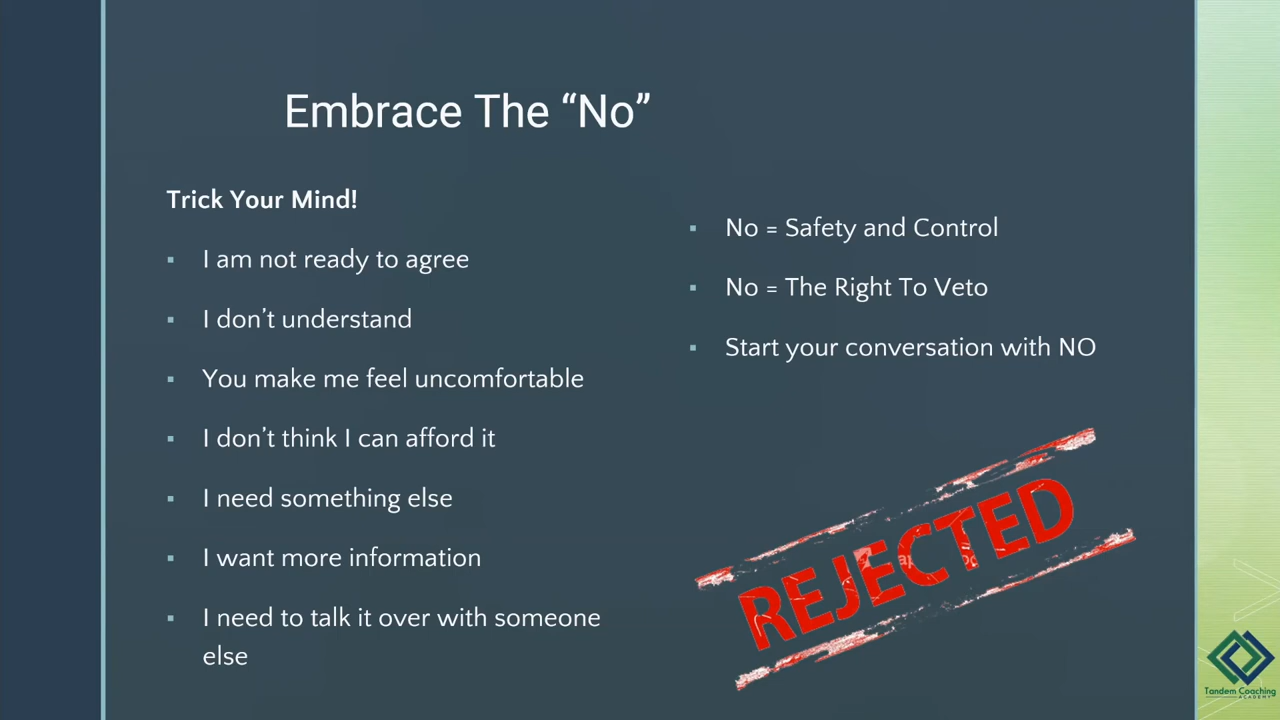 Embrace The “No”
Trick Your Mind!
▪ I am not ready to agree
▪ I don’t understand
▪ You make me feel uncomfortable
▪ I don’t think I can afford it
▪ I need something else
▪ I want more information
▪ I need to talk it over with someone
else
▪ No = Safety and Control
▪ No = The Right To Veto
▪ Start your conversation with NO
REJECTED
Tandem Coaching
ACADEMY